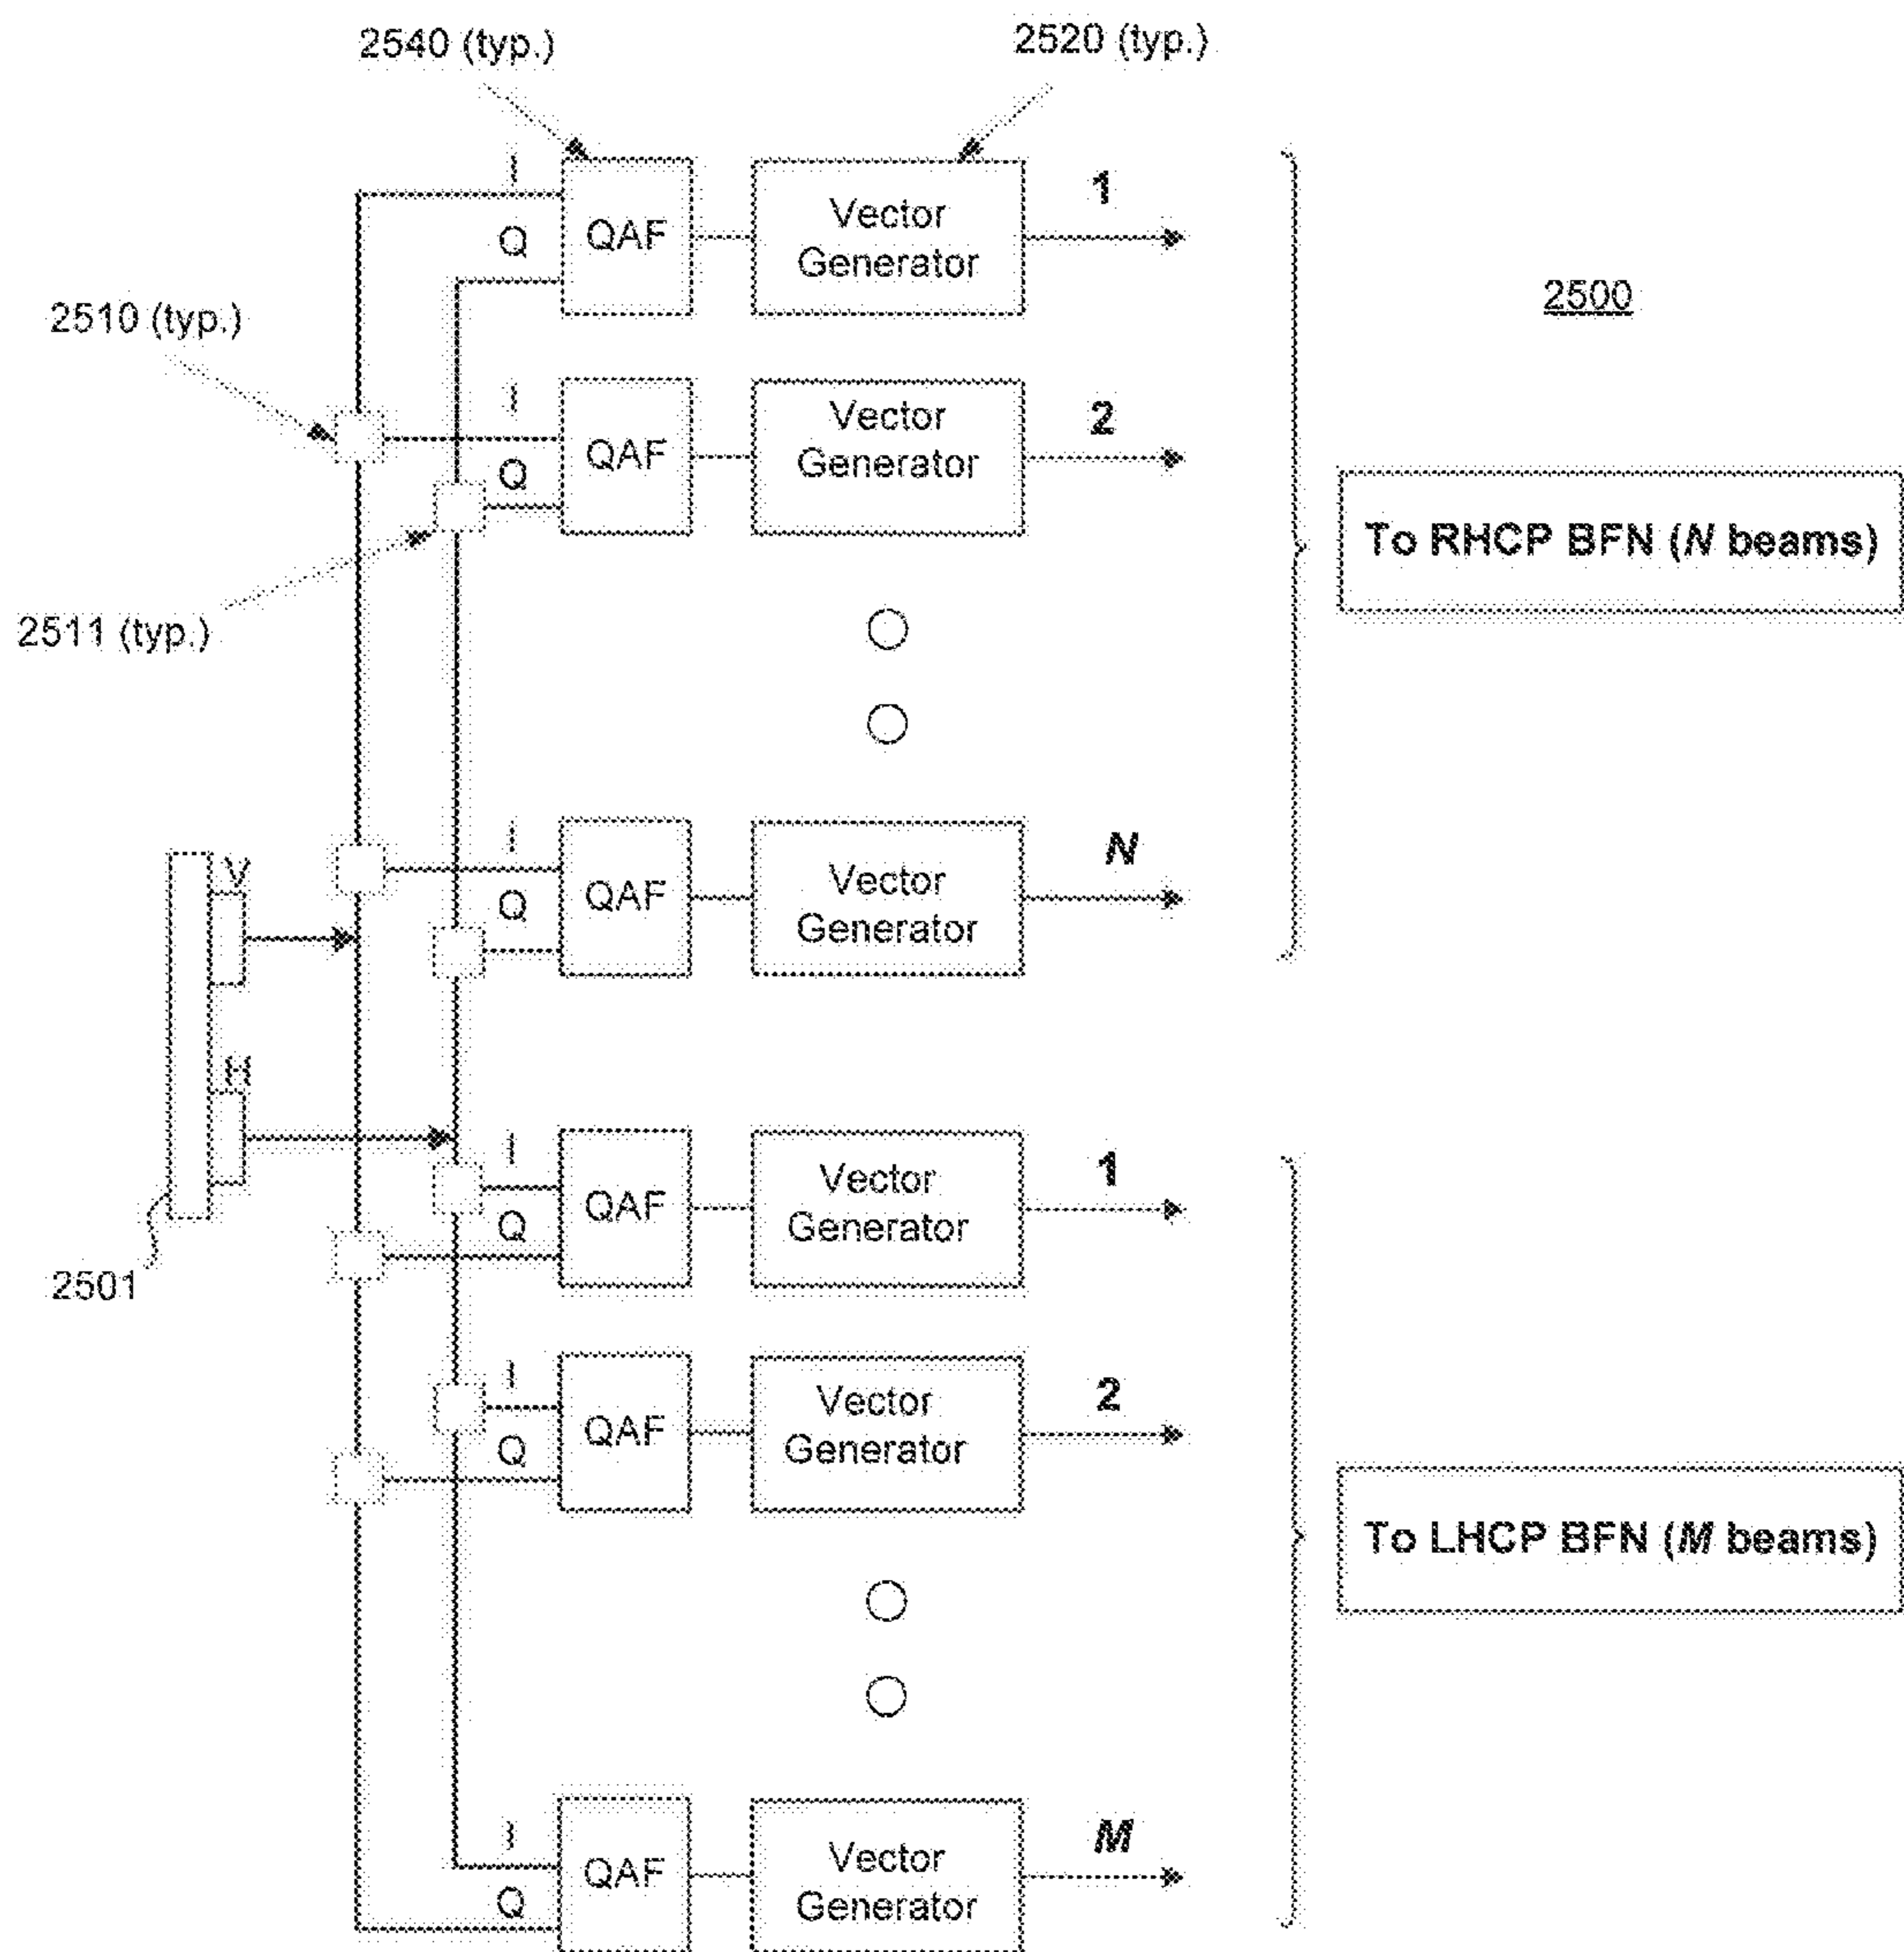 2540 (typ.)
2520 (typ.)
I
Q
QAF
Vector
Generator
1
2500
2510 (typ.)
I
Q
QAF
Vector
Generator
2
To RHCP BFN (N beams)
2511 (typ.)
I
Q
QAF
Vector
Generator
N
V
H
I
Q
QAF
Vector
Generator
1
2501
I
Q
QAF
Vector
Generator
2
To LHCP BFN (M beams)
I
Q
QAF
Vector
Generator
M